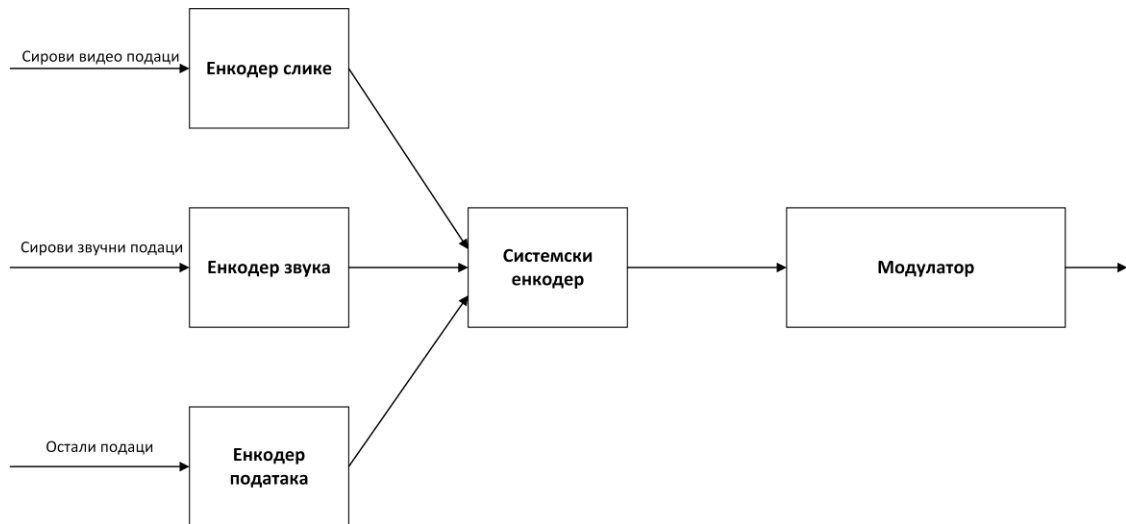 Сирови видео подаци
Енкодер слике
Сирови звучни подаци
Енкодер звука
Системски
енкодер
Модулатор
Остали подаци
Енкодер
података